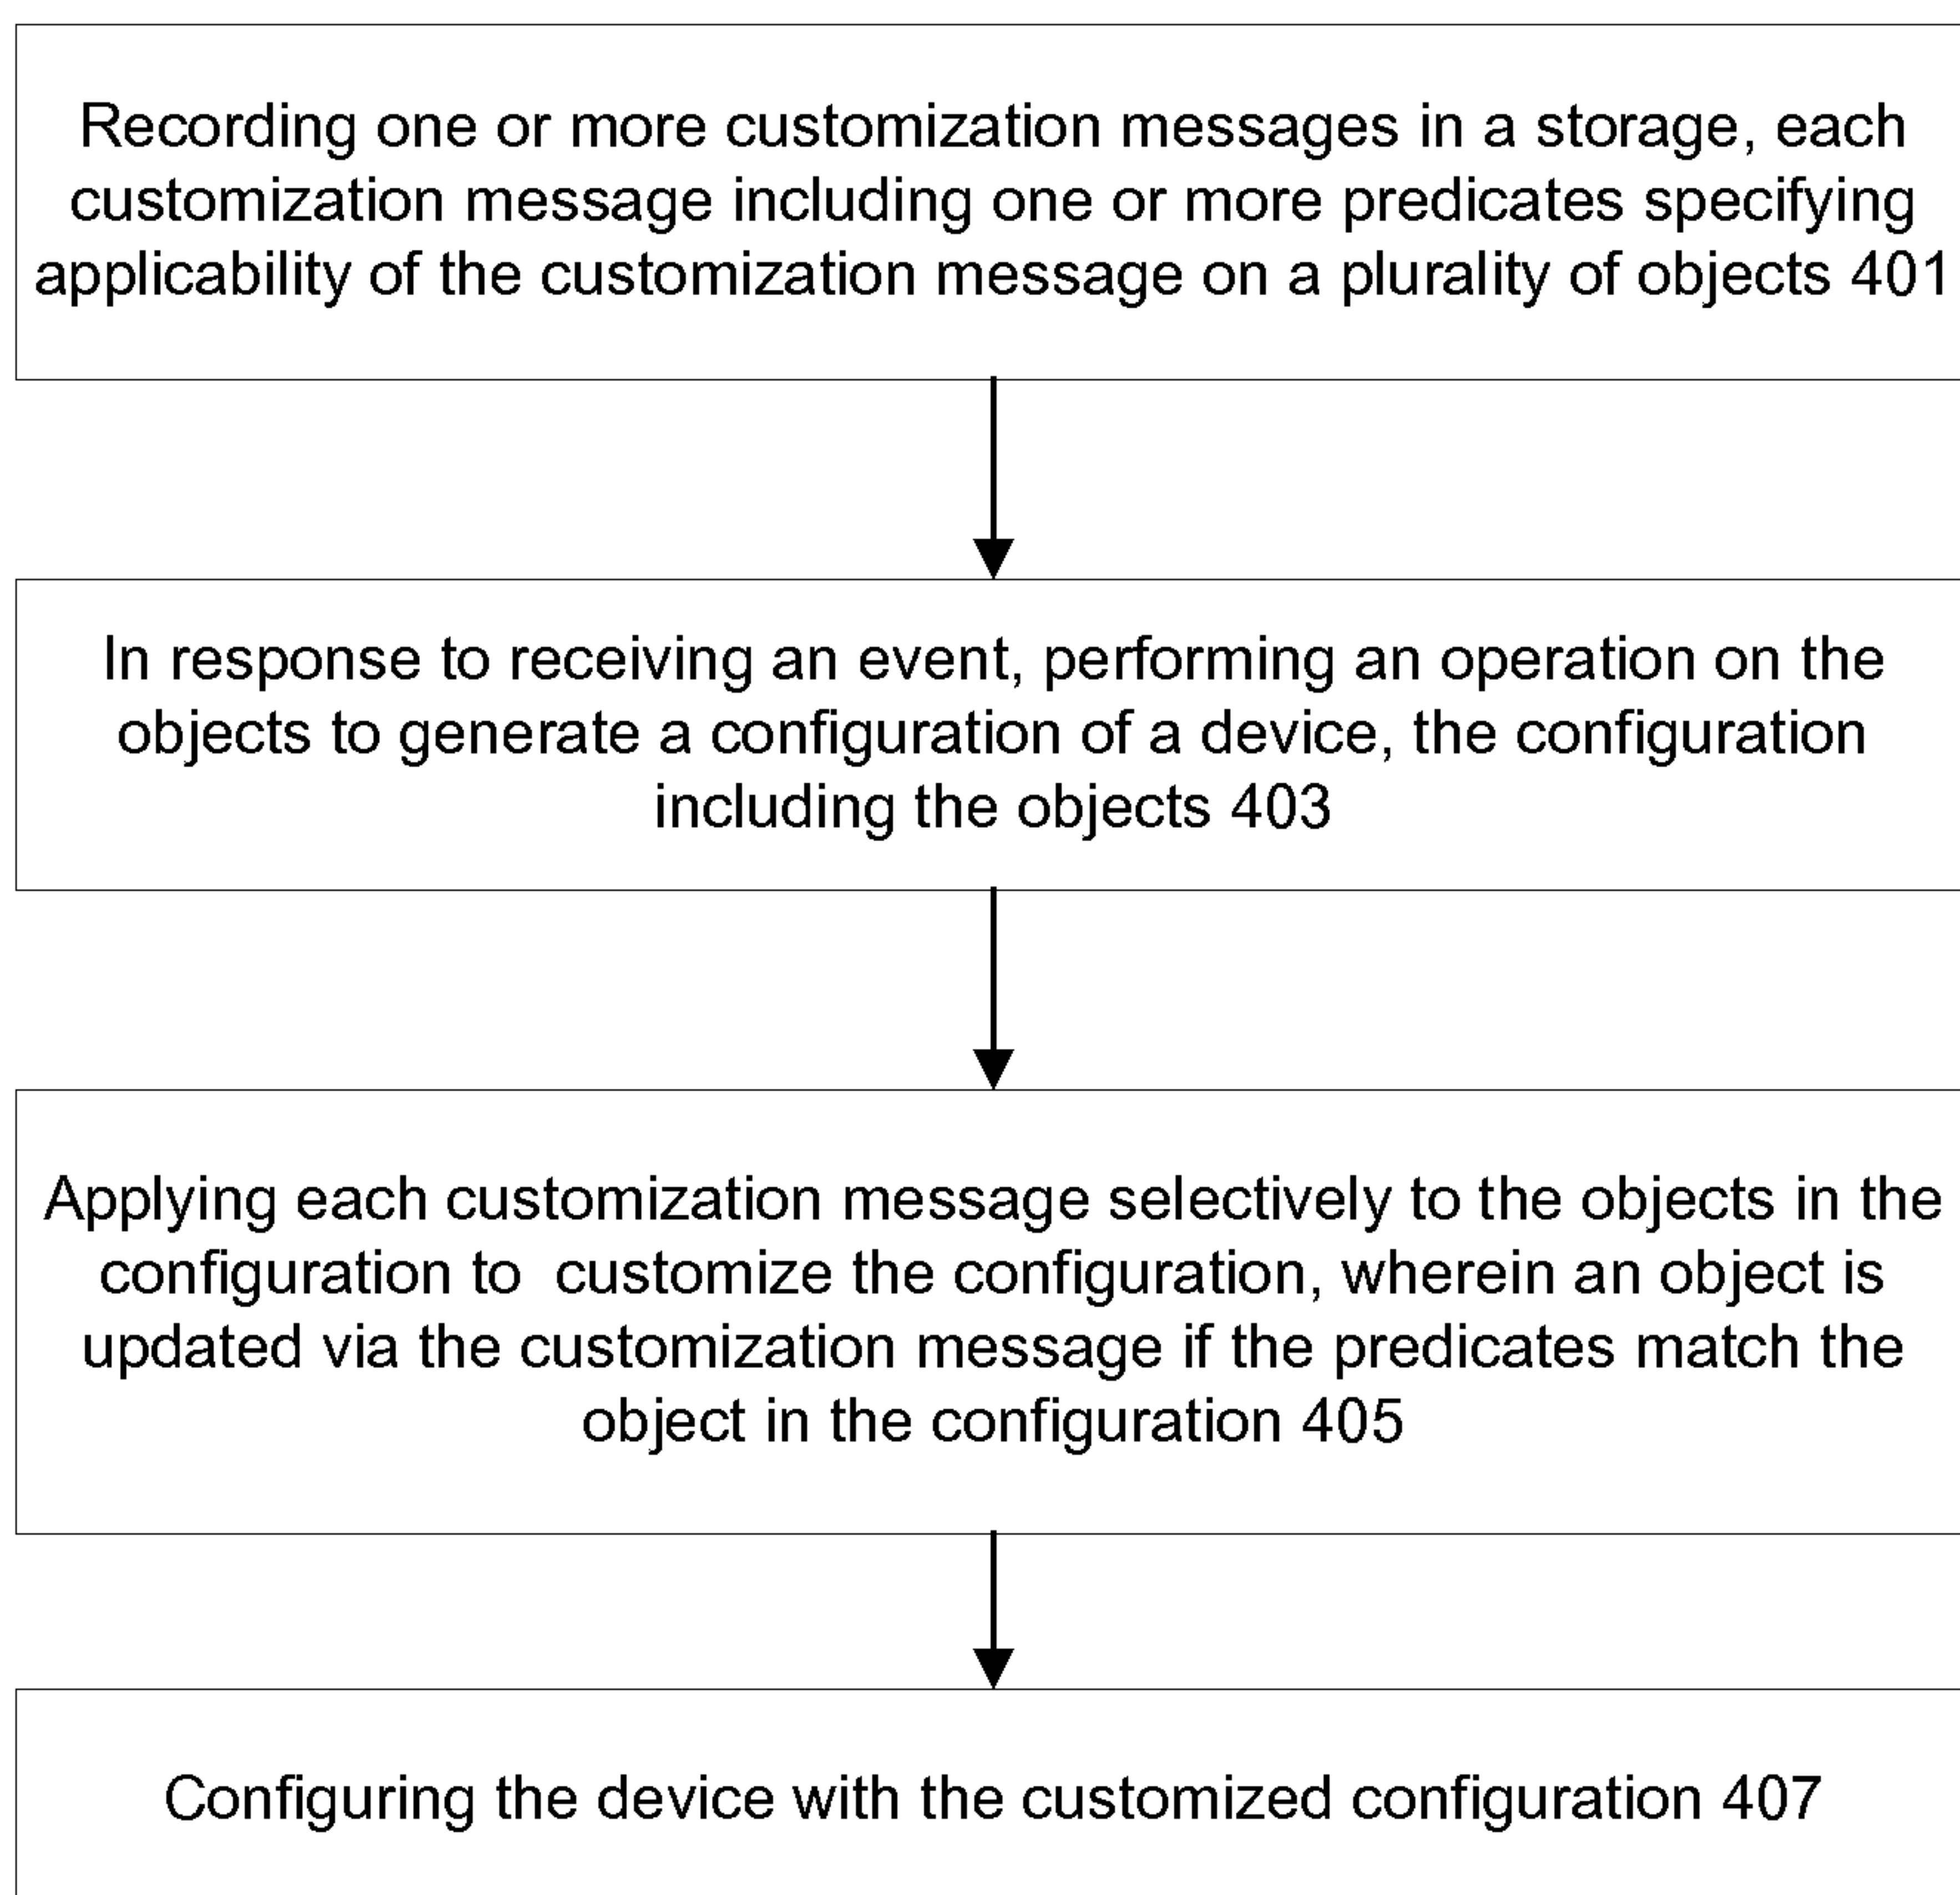 Recording one or more customization messages in a storage, each
customization message including one or more predicates specifying
applicability of the customization message on a plurality of objects 401
In response to receiving an event, performing an operation on the
objects to generate a configuration of a device, the configuration
including the objects 403
Applying each customization message selectively to the objects in the
configuration to  customize the configuration, wherein an object is
updated via the customization message if the predicates match the
object in the configuration 405
Configuring the device with the customized configuration 407